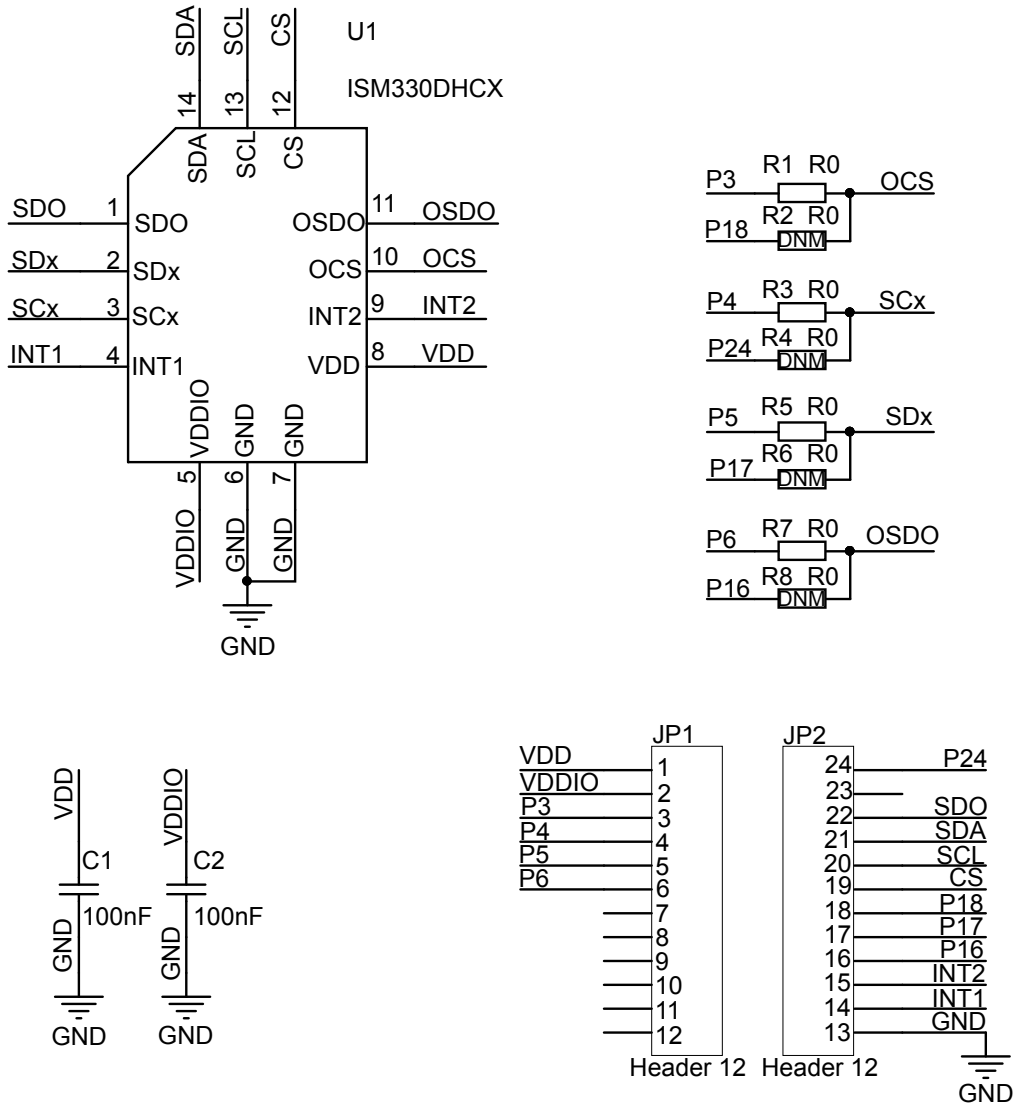 SDA
SCL
CS
U1
ISM330DHCX
14
13
12
SDA
SCL
CS
SDO 1 SDO
SDx 2 SDx
SCx 3 SCx
INT1 4 INT1
OSDO 11 OSDO
OCS 10 OCS
INT2 9 INT2
VDD 8 VDD
VDDIO
GND
GND
5
6
7
VDDIO
GND
GND
GND
P3 R1 R0 OCS
P18 R2 R0
DNM
P4 R3 R0 SCx
P24 R4 R0
DNM
P5 R5 R0 SDx
P17 R6 R0
DNM
P6 R7 R0 OSDO
P16 R8 R0
DNM
VDD
C1
100nF
GND
GND
VDDIO
C2
100nF
GND
GND
JP1
VDD 1
VDDIO 2
P3 3
P4 4
P5 5
P6 6
7
8
9
10
11
12
Header 12
JP2
24 P24
23
22 SDO
21 SDA
20 SCL
19 CS
18 P18
17 P17
16 P16
15 INT2
14 INT1
13 GND
Header 12
GND